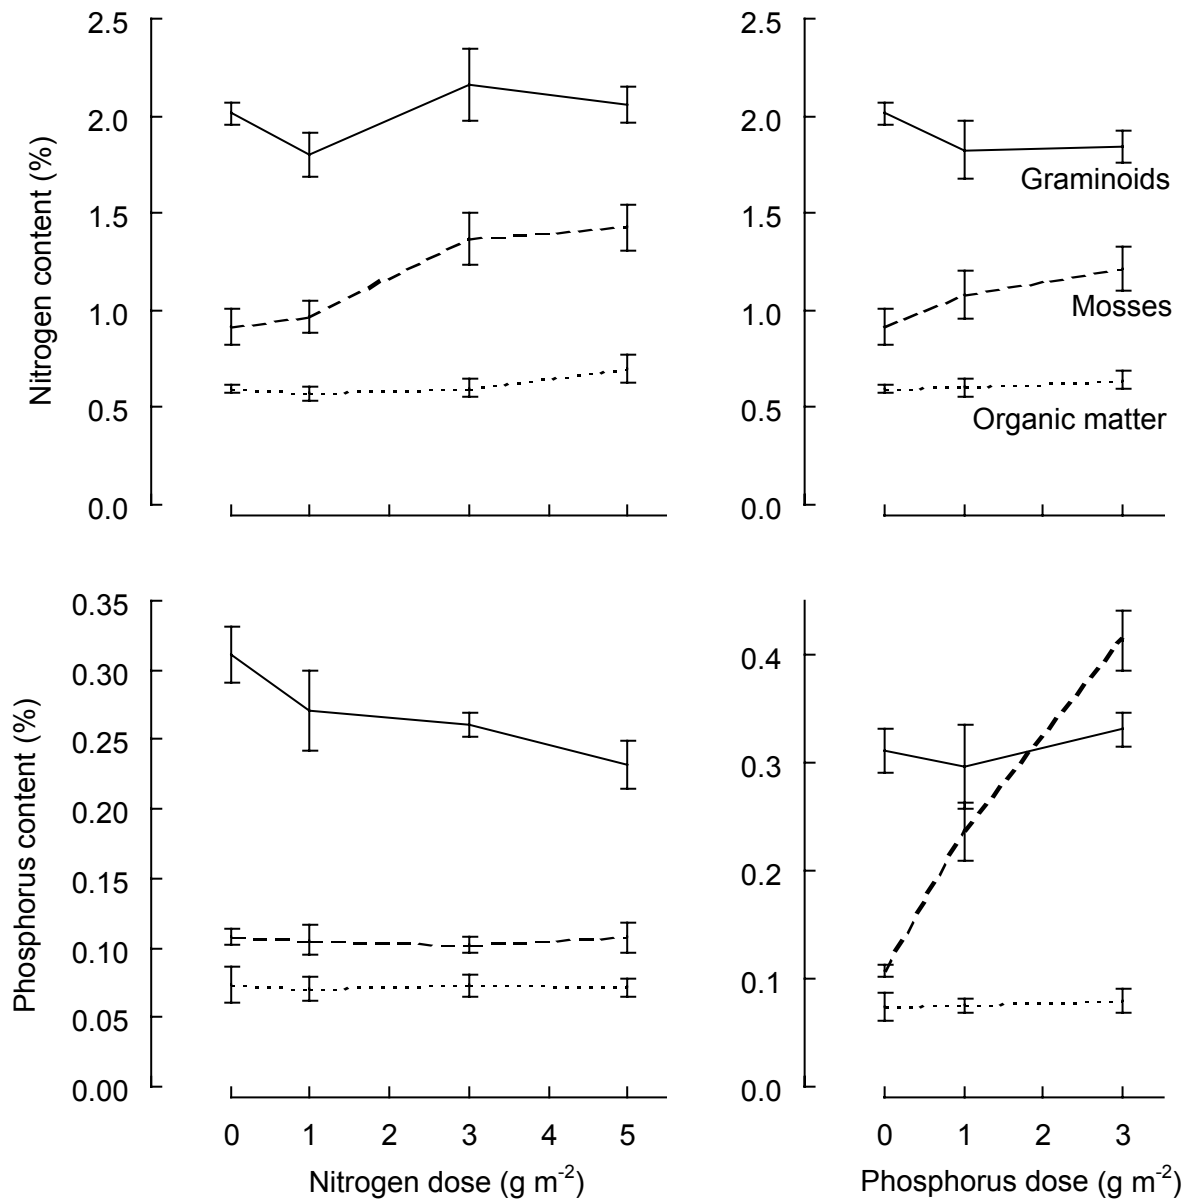 2.5
2.0
1.5
1.0
0.5
0.0
Nitrogen content (%)
2.5
2.0
1.5
1.0
0.5
0.0
Graminoids
Mosses
Organic matter
0.35
0.30
0.25
0.20
0.15
0.10
0.05
0.00
Phosphorus content (%)
0 1 2 3 4 5
Nitrogen dose (g m-2)
0.4
0.3
0.2
0.1
0.0
0 1 2 3
Phosphorus dose (g m-2)